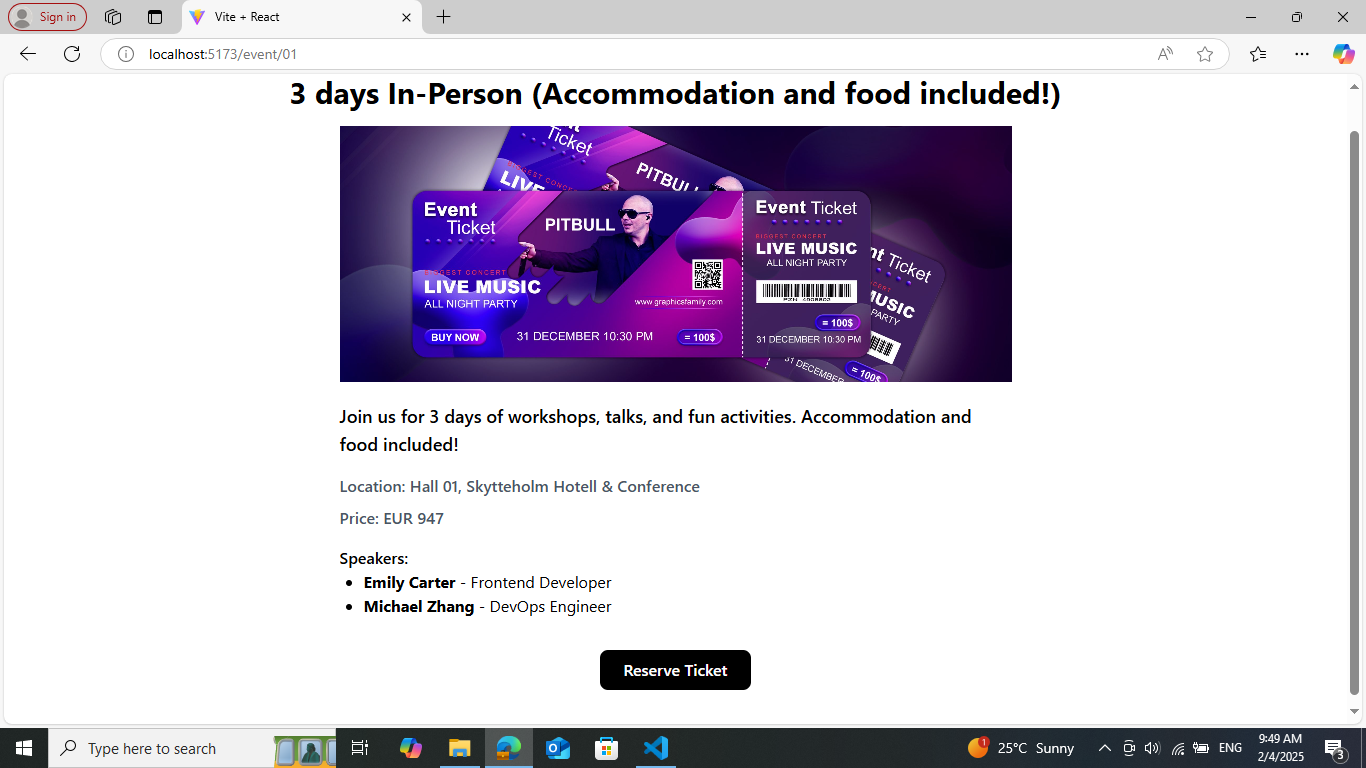 Sign in
Vite + React
localhost:5173/event/01
3 days In-Person (Accommodation and food included!)
Ticket
PITBULL
Event
Ticket
PITBULL
BIGGEST CONCERT
LIVE MUSIC
ALL NIGHT PARTY
www.graphicsfamily.com
BUY NOW
31 DECEMBER 10:30 PM
= 100$
Event Ticket
BIGGEST CONCERT
LIVE MUSIC
ALL NIGHT PARTY
= 100$
31 DECEMBER 10:30 PM
Ticket
31 DECEMBER
= 100$
Join us for 3 days of workshops, talks, and fun activities. Accommodation and
food included!
Location: Hall 01, Skytteholm Hotell & Conference
Price: EUR 947
Speakers:
• Emily Carter - Frontend Developer
• Michael Zhang - DevOps Engineer
Reserve Ticket
Type here to search
1
25°C Sunny
ENG
9:49 AM
2/4/2025
3